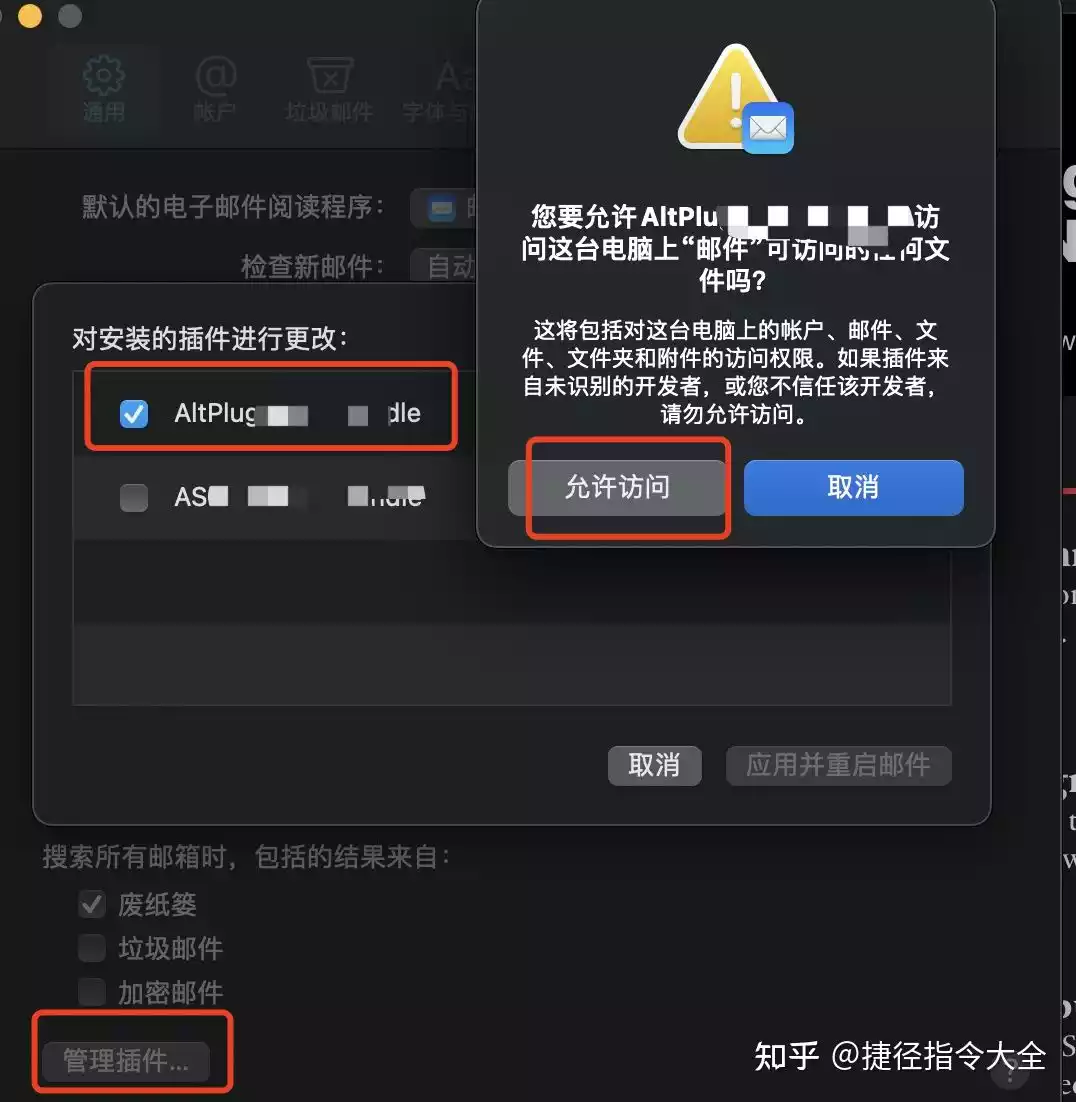 通用
帐户
垃圾邮件
字体与
默认的电子邮件阅读程序：
检查新邮件：
自动
您要允许AltPlu 访
问这台电脑上“邮件”可访问的任何文
件吗？
这将包括对这台电脑上的帐户、邮件、文
件、文件夹和附件的访问权限。如果插件来
自未识别的开发者，或您不信任该开发者，
请勿允许访问。
允许访问
取消
对安装的插件进行更改：
AltPlug dle
AS ndle
取消
应用并重启邮件
搜索所有邮箱时，包括的结果来自：
废纸篓
垃圾邮件
加密邮件
管理插件...
?
知乎 @捷径指令大全